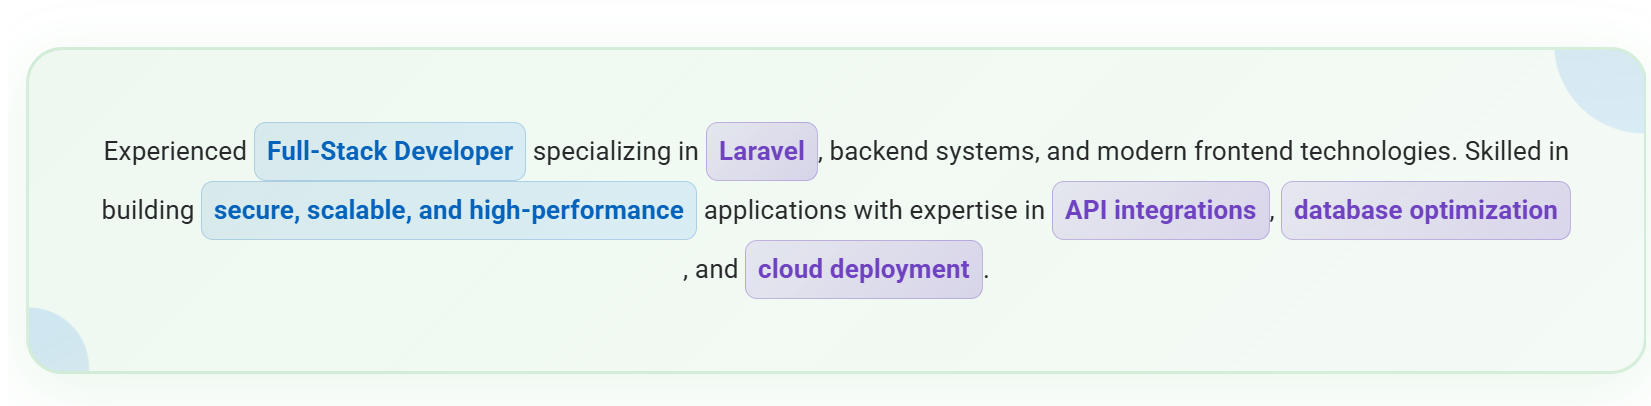 Experienced Full-Stack Developer specializing in Laravel, backend systems, and modern frontend technologies. Skilled in
building secure, scalable, and high-performance applications with expertise in API integrations, database optimization
, and cloud deployment.